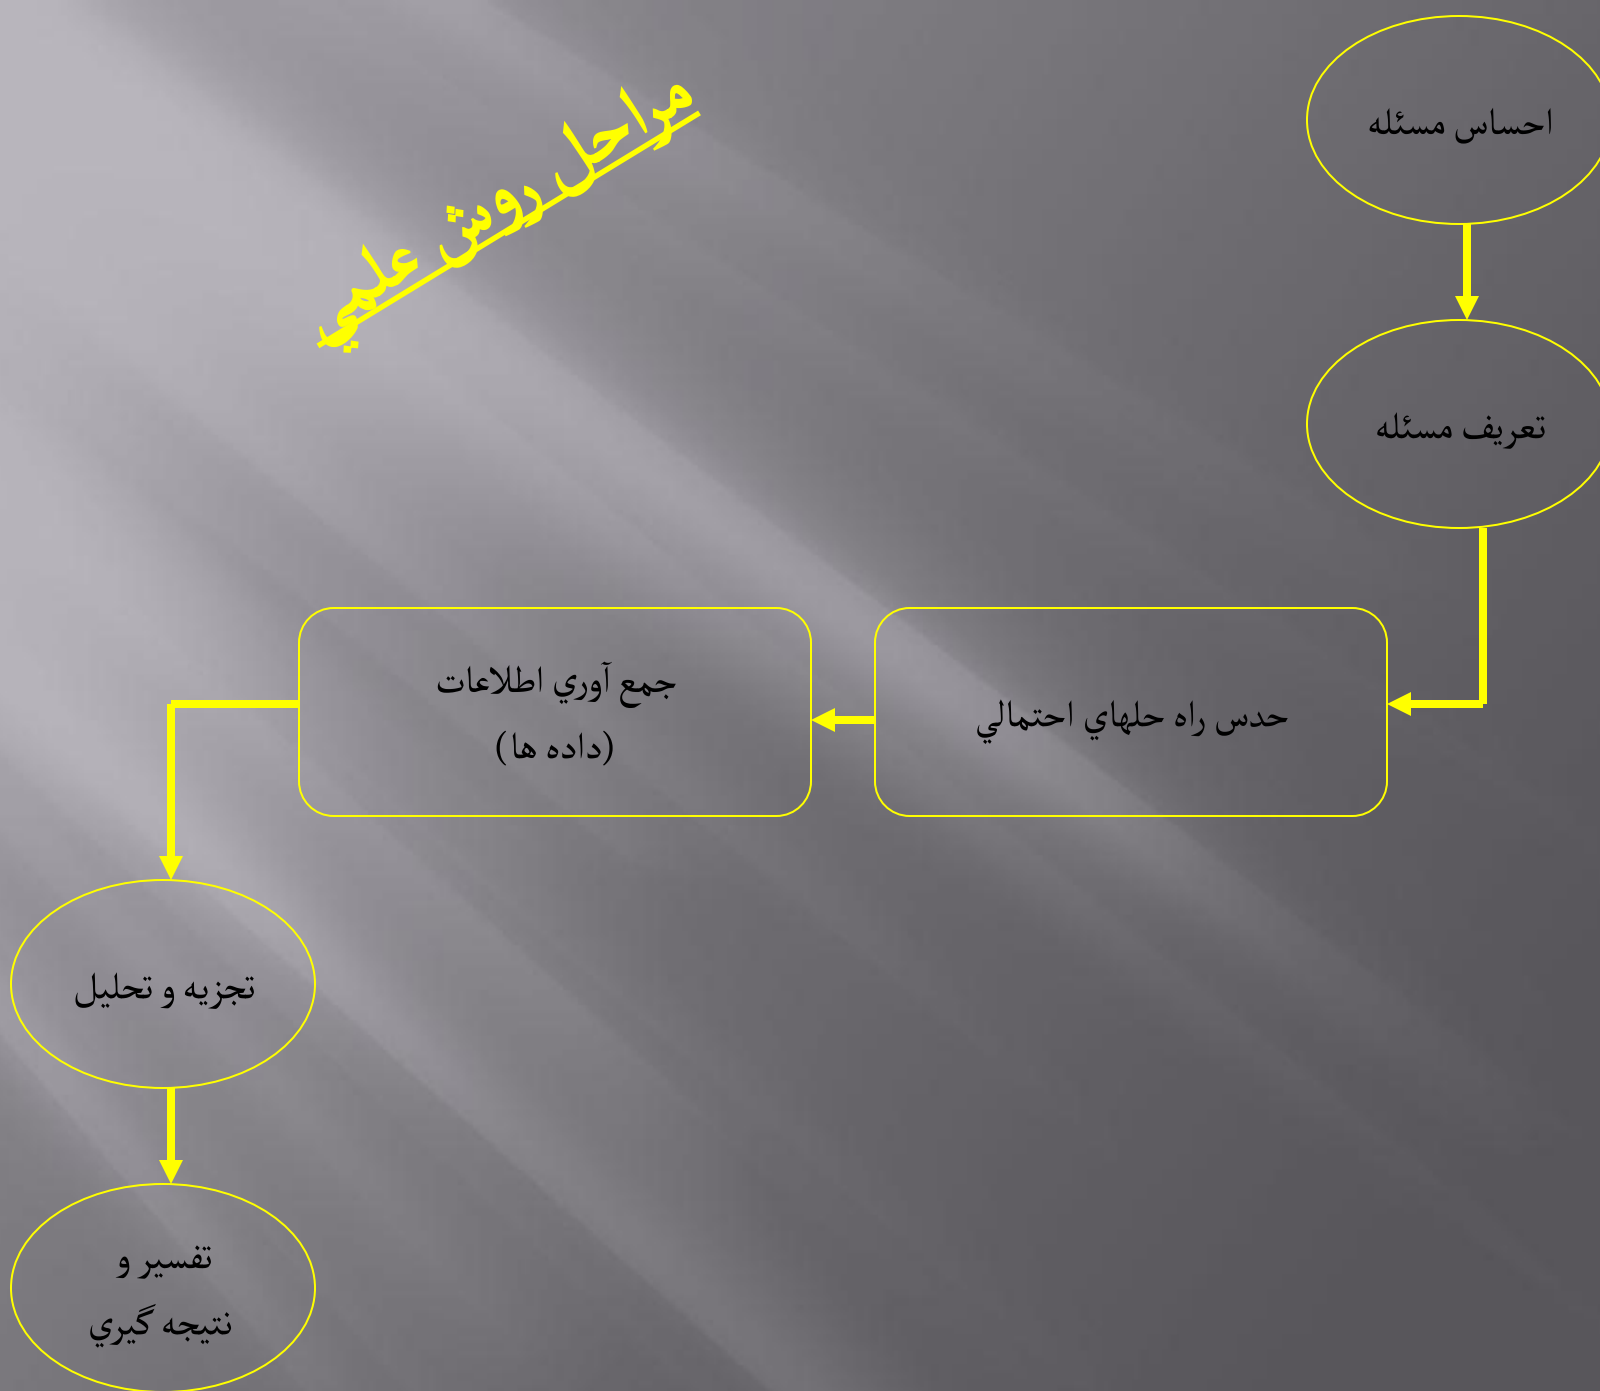 مراحل روش علمي
احساس مسئله
تعريف مسئله
حدس راه حلهاي احتمالي
جمع آوري اطلاعات
(داده ها)
تجزيه و تحليل
تفسير و
نتيجه گيري